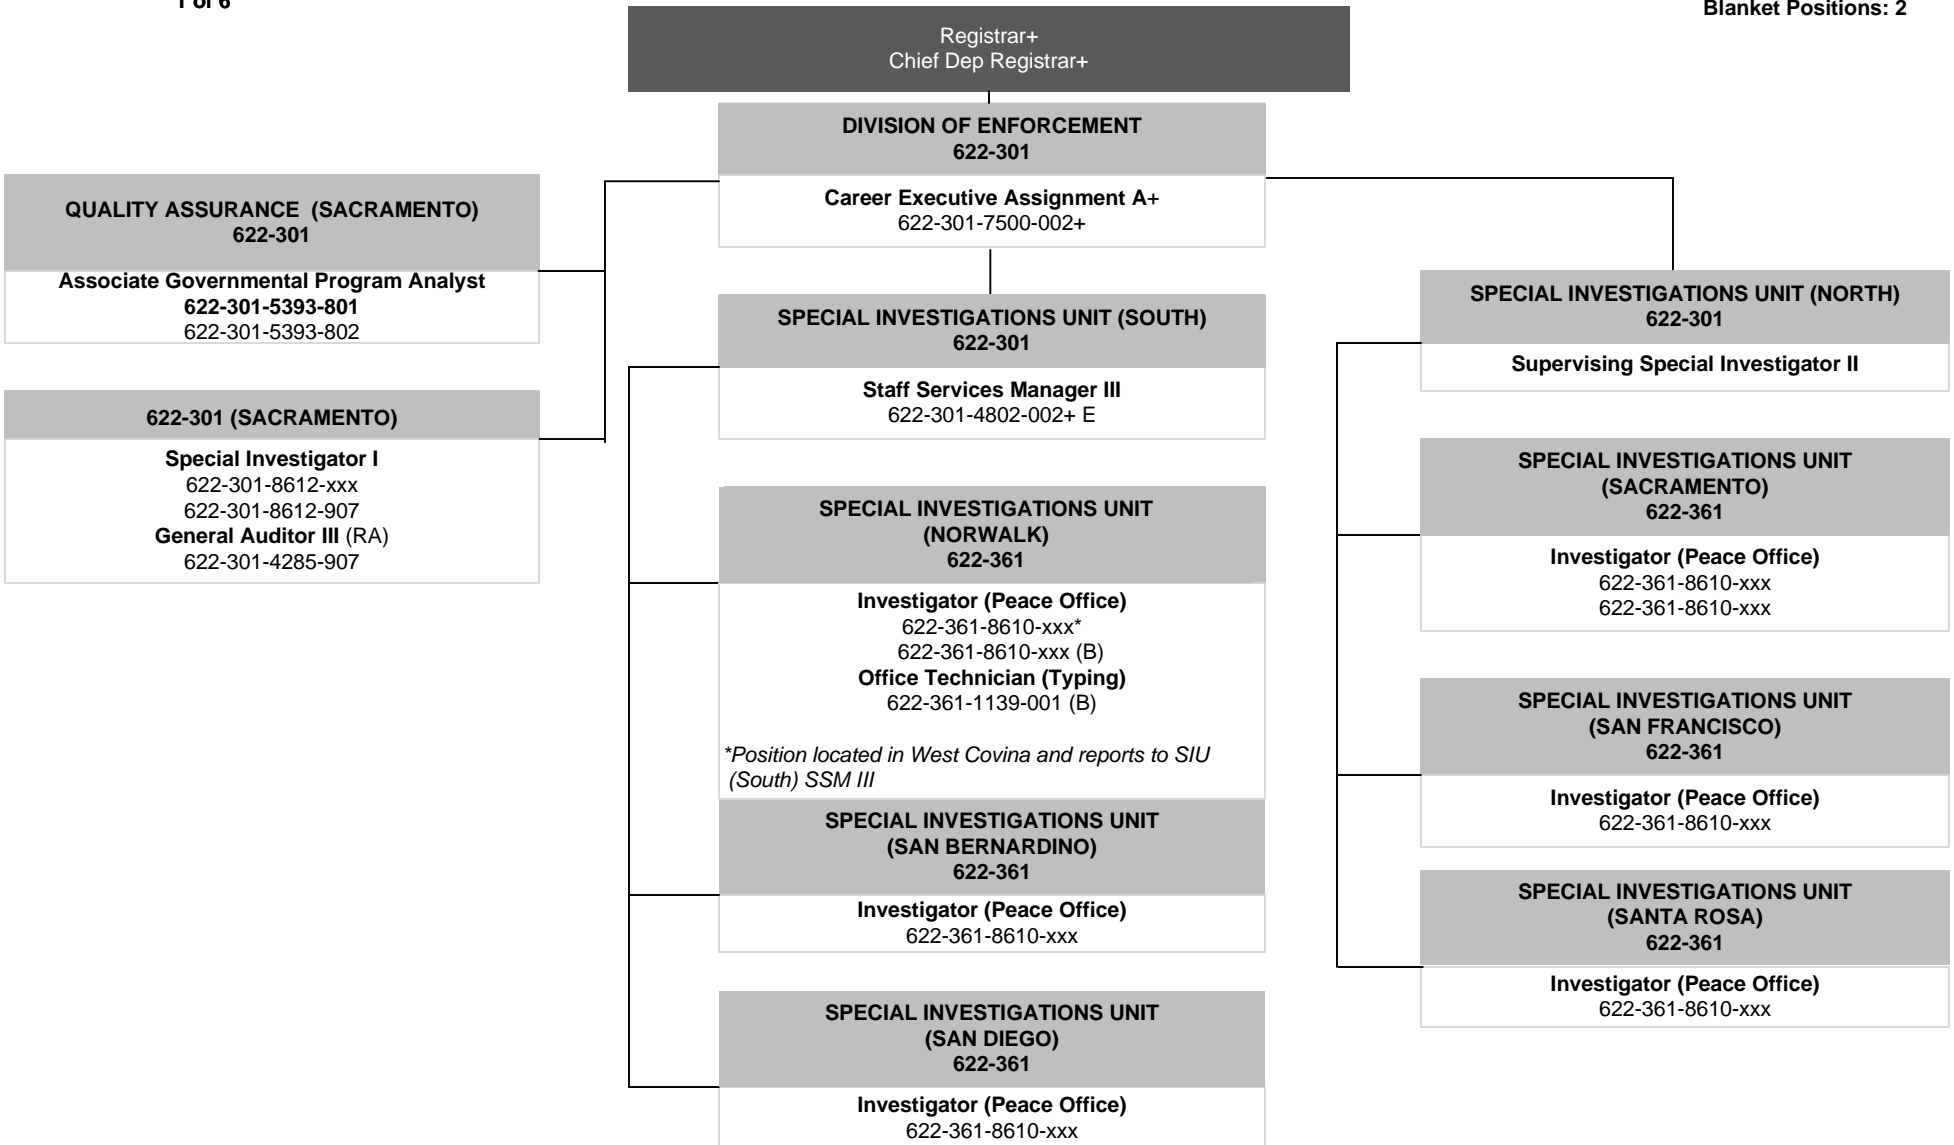 1 of 6
Blanket Positions: 2
Registrar+
Chief Dep Registrar+
DIVISION OF ENFORCEMENT
622-301
Career Executive Assignment A+
622-301-7500-002+
QUALITY ASSURANCE (SACRAMENTO)
622-301
Associate Governmental Program Analyst
622-301-5393-801
622-301-5393-802
622-301 (SACRAMENTO)
Special Investigator I
622-301-8612-xxx
622-301-8612-907
General Auditor III (RA)
622-301-4285-907
SPECIAL INVESTIGATIONS UNIT (SOUTH)
622-301
Staff Services Manager III
622-301-4802-002+ E
SPECIAL INVESTIGATIONS UNIT
(NORWALK)
622-361
Investigator (Peace Office)
622-361-8610-xxx*
622-361-8610-xxx (B)
Office Technician (Typing)
622-361-1139-001 (B)
*Position located in West Covina and reports to SIU
(South) SSM III
SPECIAL INVESTIGATIONS UNIT
(SAN BERNARDINO)
622-361
Investigator (Peace Office)
622-361-8610-xxx
SPECIAL INVESTIGATIONS UNIT
(SAN DIEGO)
622-361
Investigator (Peace Office)
622-361-8610-xxx
SPECIAL INVESTIGATIONS UNIT (NORTH)
622-301
Supervising Special Investigator II
SPECIAL INVESTIGATIONS UNIT
(SACRAMENTO)
622-361
Investigator (Peace Office)
622-361-8610-xxx
622-361-8610-xxx
SPECIAL INVESTIGATIONS UNIT
(SAN FRANCISCO)
622-361
Investigator (Peace Office)
622-361-8610-xxx
SPECIAL INVESTIGATIONS UNIT
(SANTA ROSA)
622-361
Investigator (Peace Office)
622-361-8610-xxx